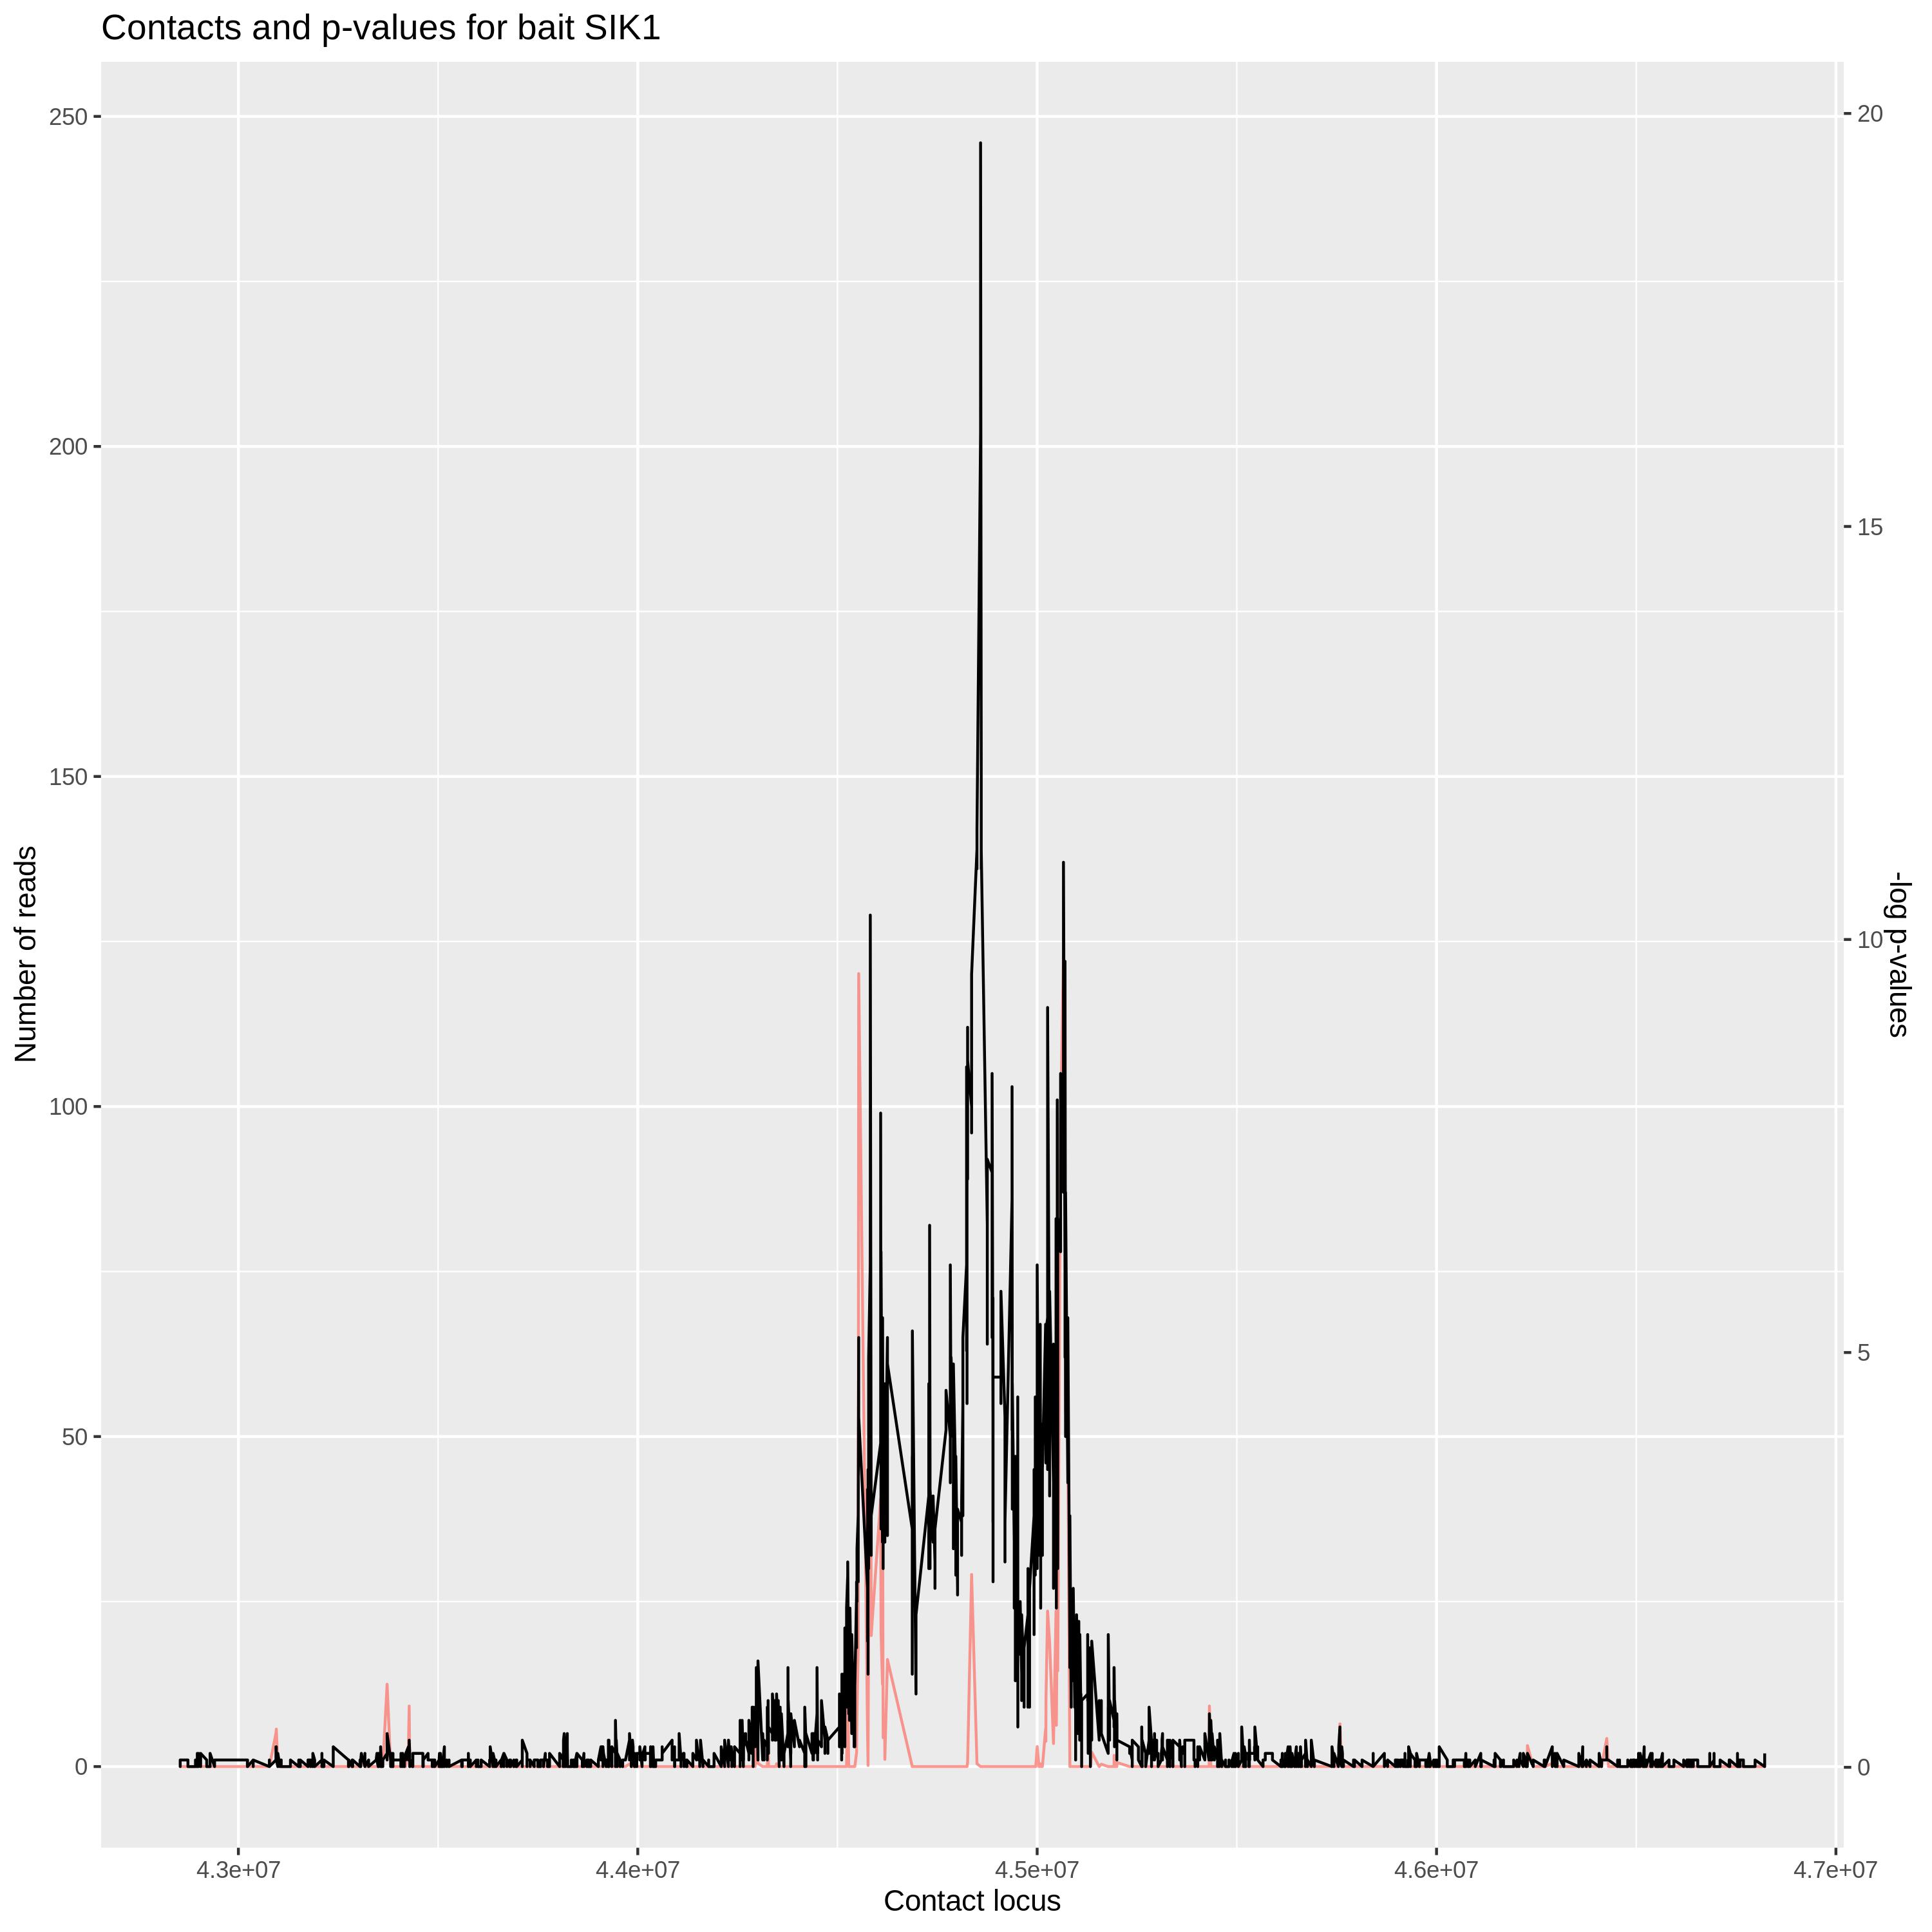 Contacts and p-values for bait SIK1
250
200
150
100
50
0
Number of reads
20
15
10
5
0
-log p-values
4.3e+07
4.4e+07
4.5e+07
4.6e+07
4.7e+07
Contact locus